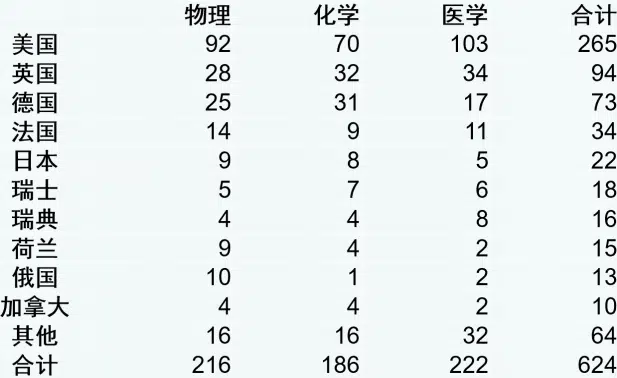 物理 化学 医学 合计
美国 92 70 103 265
英国 28 32 34 94
德国 25 31 17 73
法国 14 9 11 34
日本 9 8 5 22
瑞士 5 7 6 18
瑞典 4 4 8 16
荷兰 9 4 2 15
俄国 10 1 2 13
加拿大 4 4 2 10
其他 16 16 32 64
合计 216 186 222 624